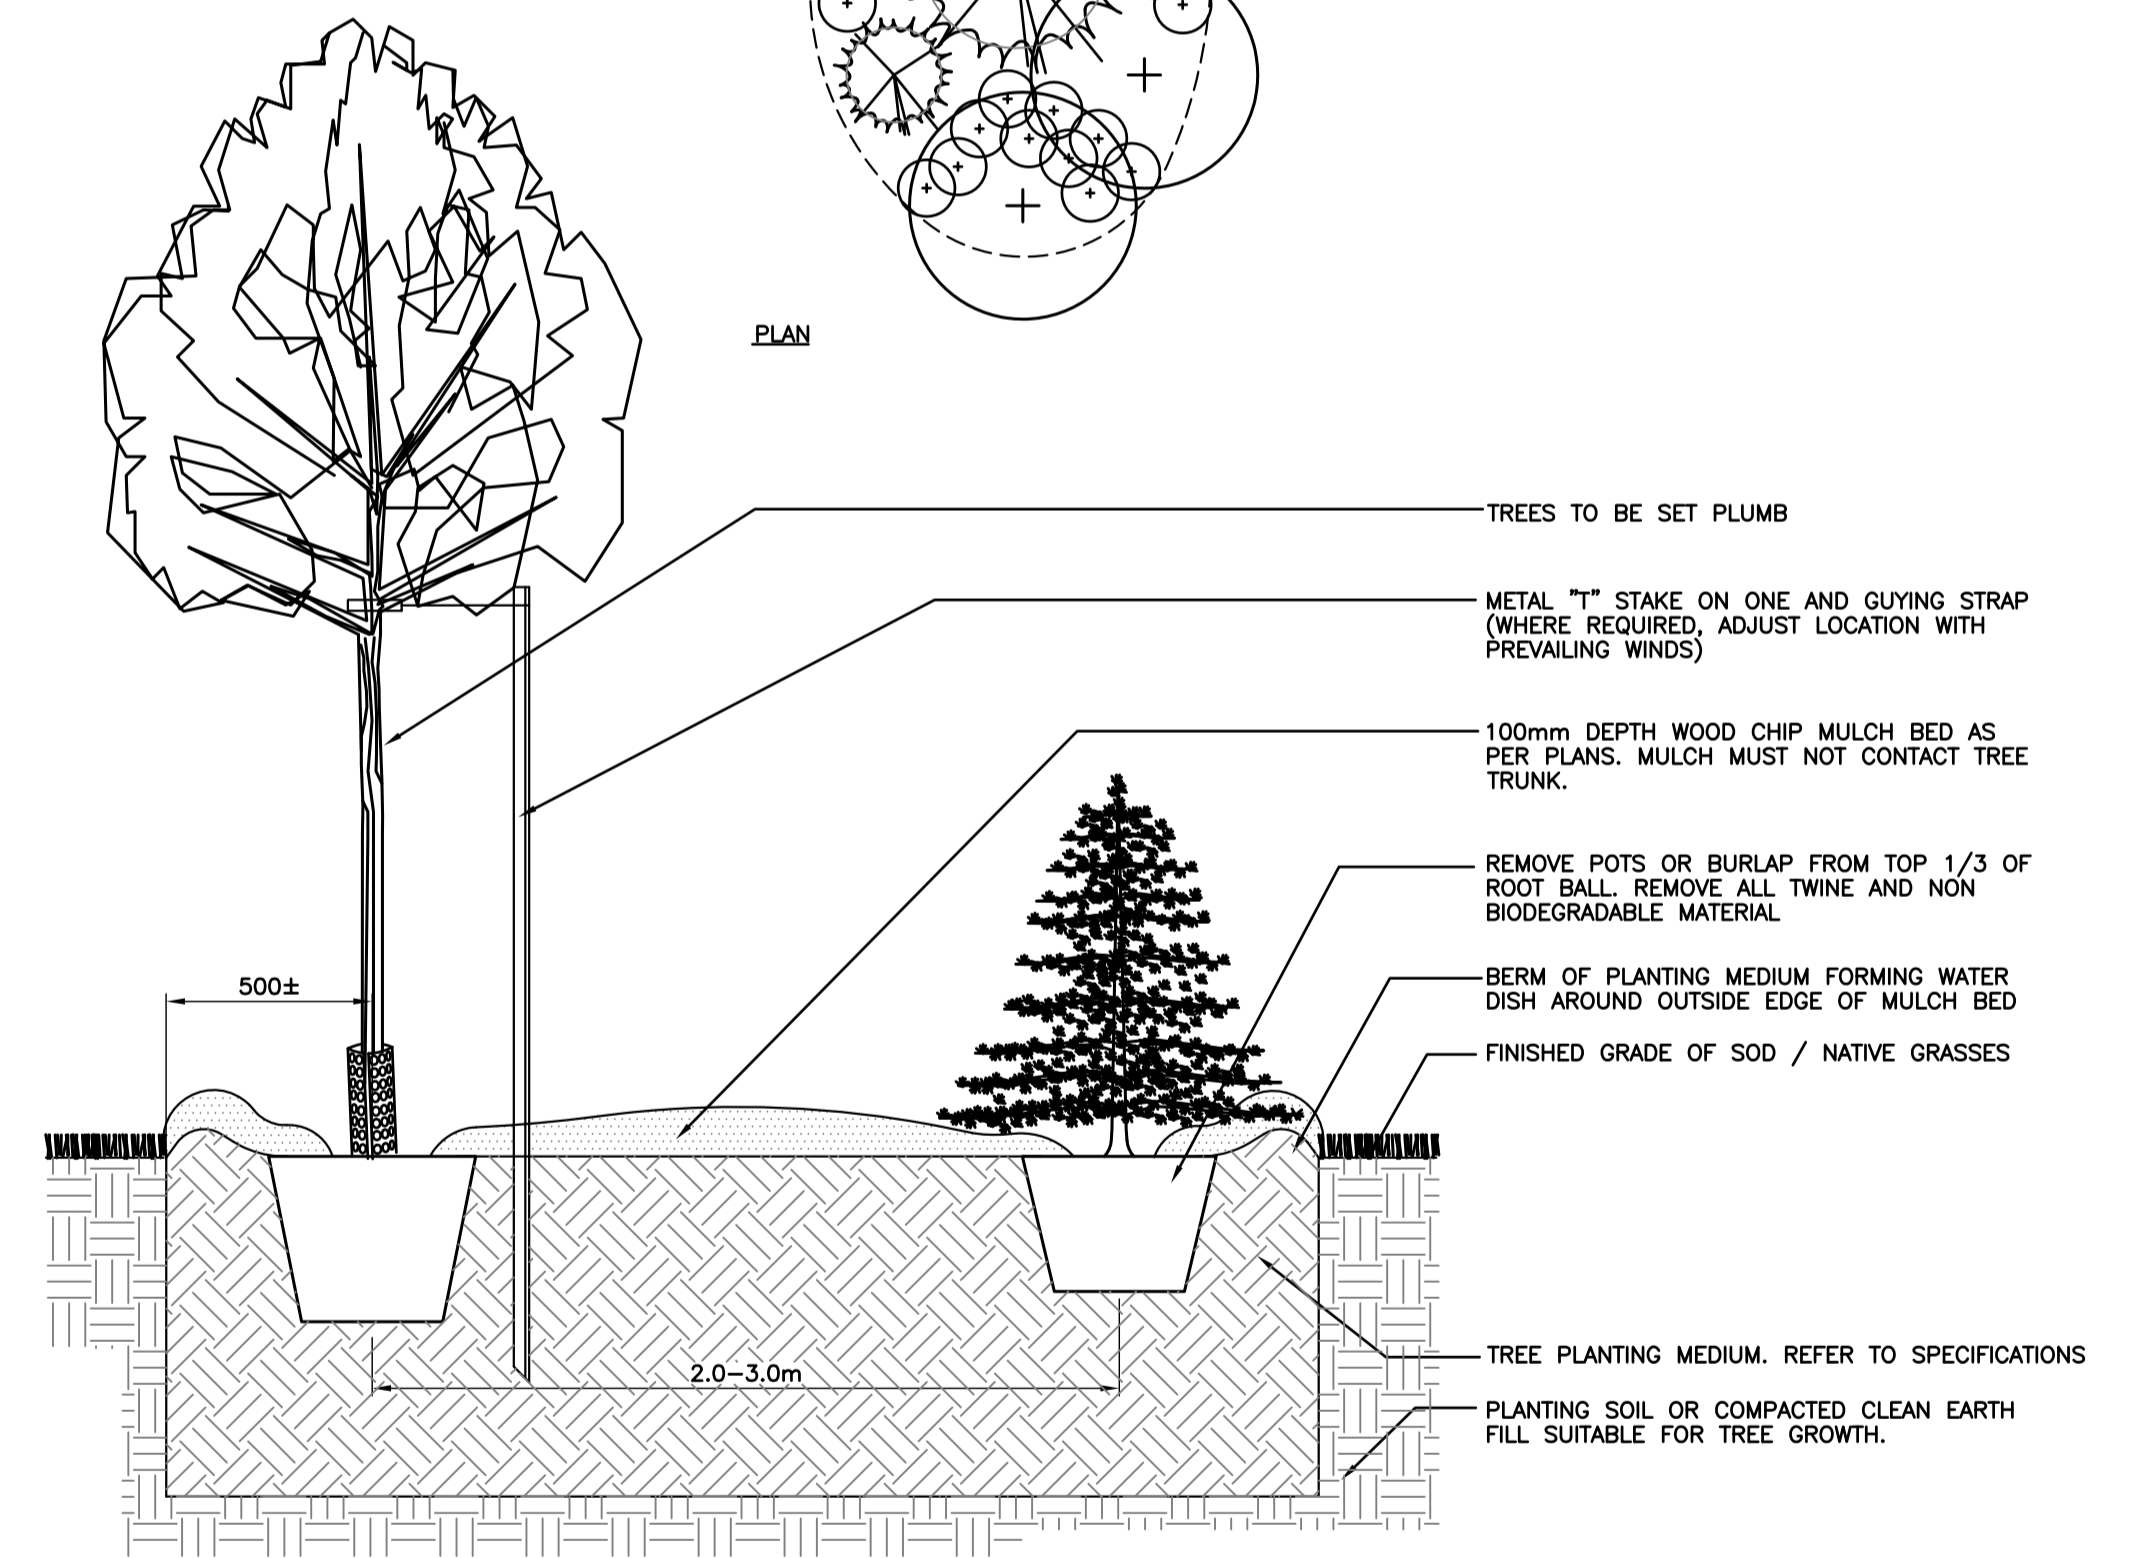 PLAN
TREES TO BE SET PLUMB
METAL "T" STAKE ON ONE AND GUYING STRAP
(WHERE REQUIRED, ADJUST LOCATION WITH
PREVAILING WINDS)
100mm DEPTH WOOD CHIP MULCH BED AS
PER PLANS. MULCH MUST NOT CONTACT TREE
TRUNK.
REMOVE POTS OR BURLAP FROM TOP 1/3 OF
ROOT BALL. REMOVE ALL TWINE AND NON
BIODEGRADABLE MATERIAL
BERM OF PLANTING MEDIUM FORMING WATER
DISH AROUND OUTSIDE EDGE OF MULCH BED
500±
FINISHED GRADE OF SOD / NATIVE GRASSES
TREE PLANTING MEDIUM. REFER TO SPECIFICATIONS
2.0-3.0m
PLANTING SOIL OR COMPACTED CLEAN EARTH
FILL SUITABLE FOR TREE GROWTH.